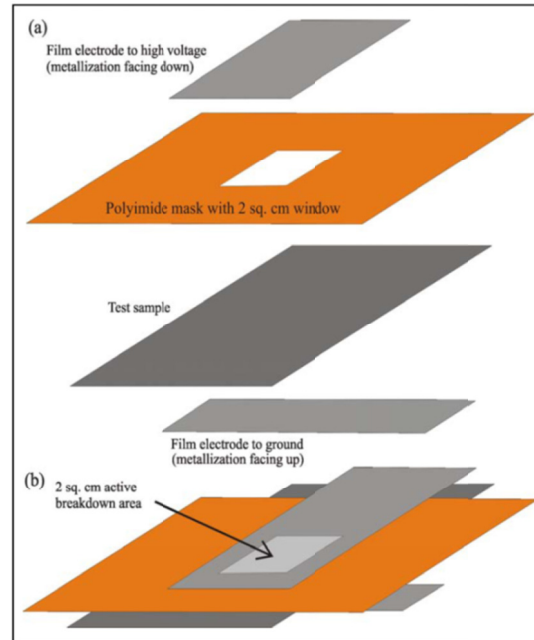 (a)
Film electrode to high voltage
(metallization facing down)
Polyimide mask with 2 sq. cm window
Test sample
Film electrode to ground
(metallization facing up)
(b)
2 sq. cm active
breakdown area